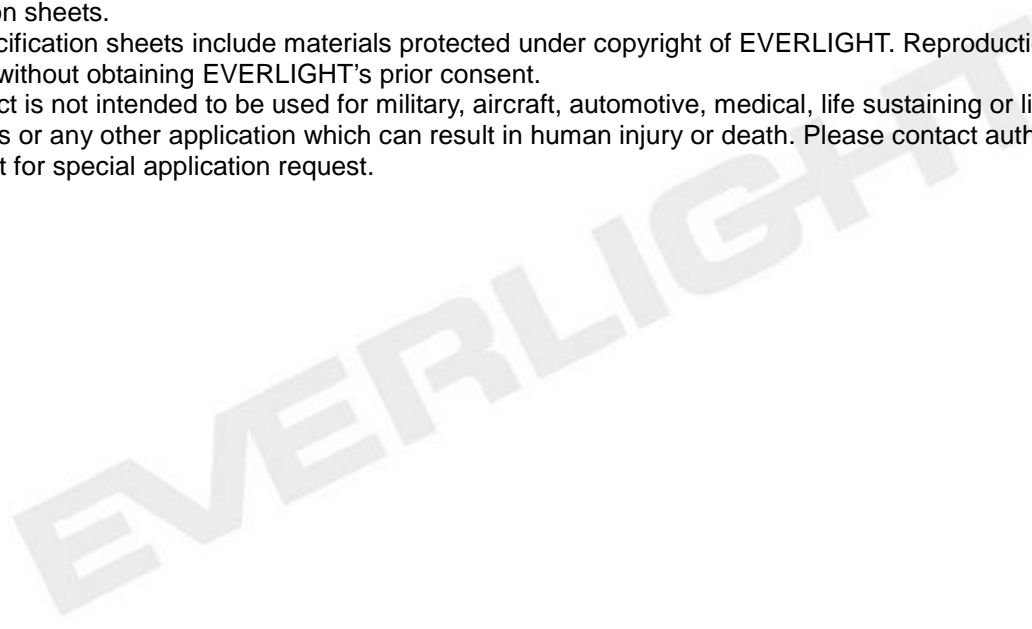 on sheets.
cification sheets include materials protected under copyright of EVERLIGHT. Reproducti
without obtaining EVERLIGHT's prior consent.
ct is not intended to be used for military, aircraft, automotive, medical, life sustaining or li
s or any other application which can result in human injury or death. Please contact auth
t for special application request.
EVERLIGHT